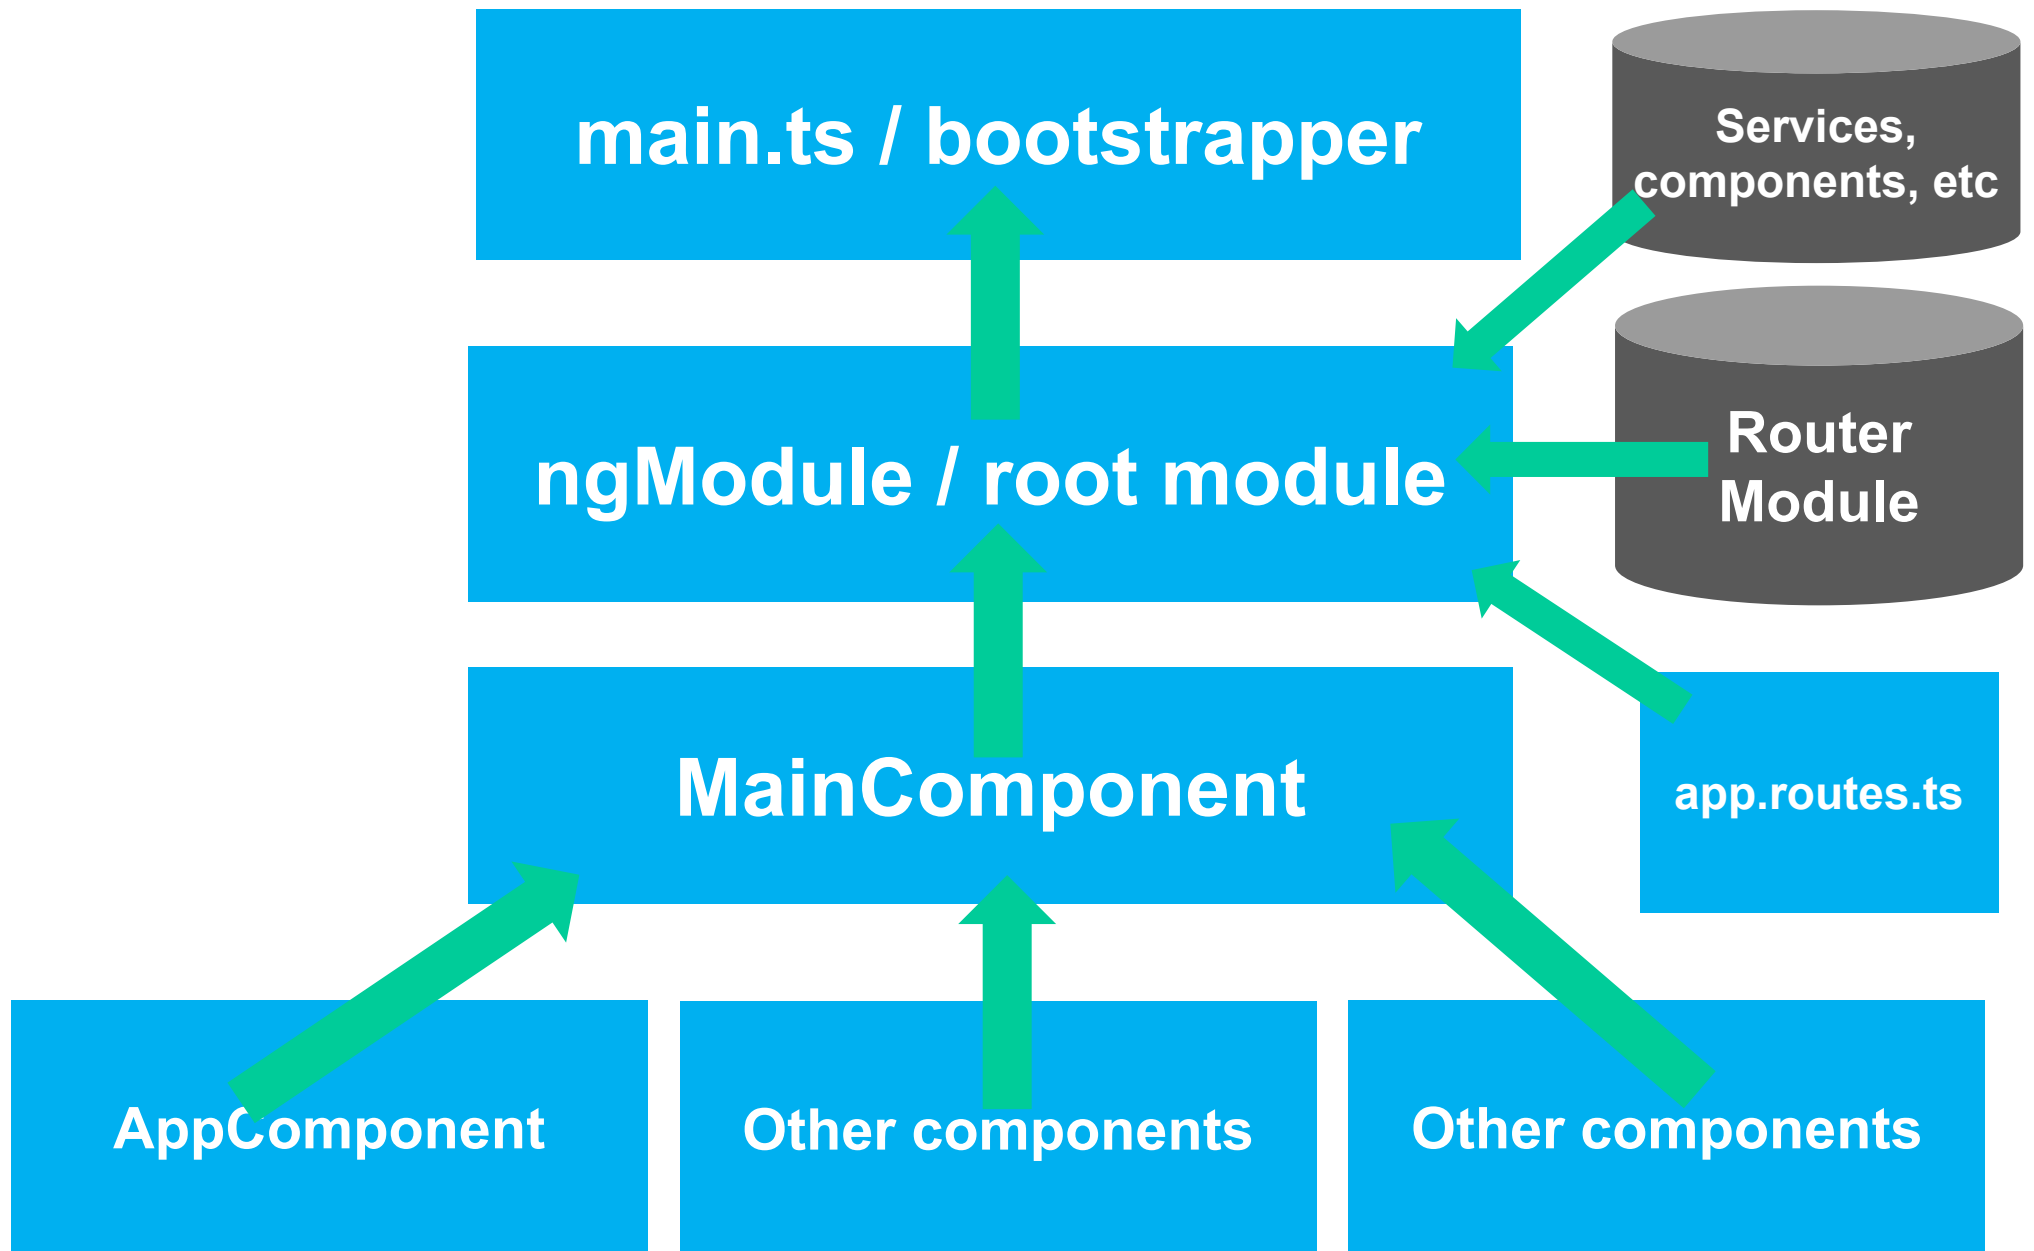 main.ts / bootstrapper
Services,
components, etc
ngModule / root module
Router
Module
MainComponent
app.routes.ts
AppComponent
Other components
Other components